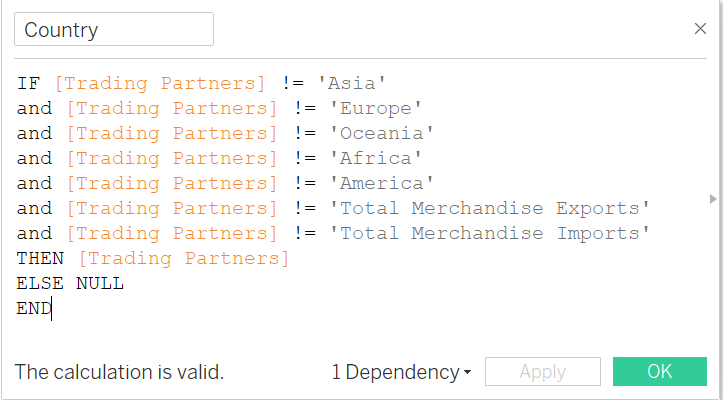 Country
IF [Trading Partners] != 'Asia'
and [Trading Partners] != 'Europe'
and [Trading Partners] != 'Oceania'
and [Trading Partners] != 'Africa'
and [Trading Partners] != 'America'
and [Trading Partners] != 'Total Merchandise Exports'
and [Trading Partners] != 'Total Merchandise Imports'
THEN [Trading Partners]
ELSE NULL
END
The calculation is valid. 1 Dependency Apply OK